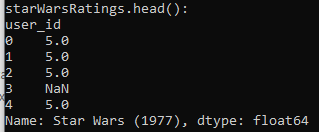 starWarsRatings.head():
user_id
0    5.0
1    5.0
2    5.0
3    NaN
4    5.0
Name: Star Wars (1977), dtype: float64